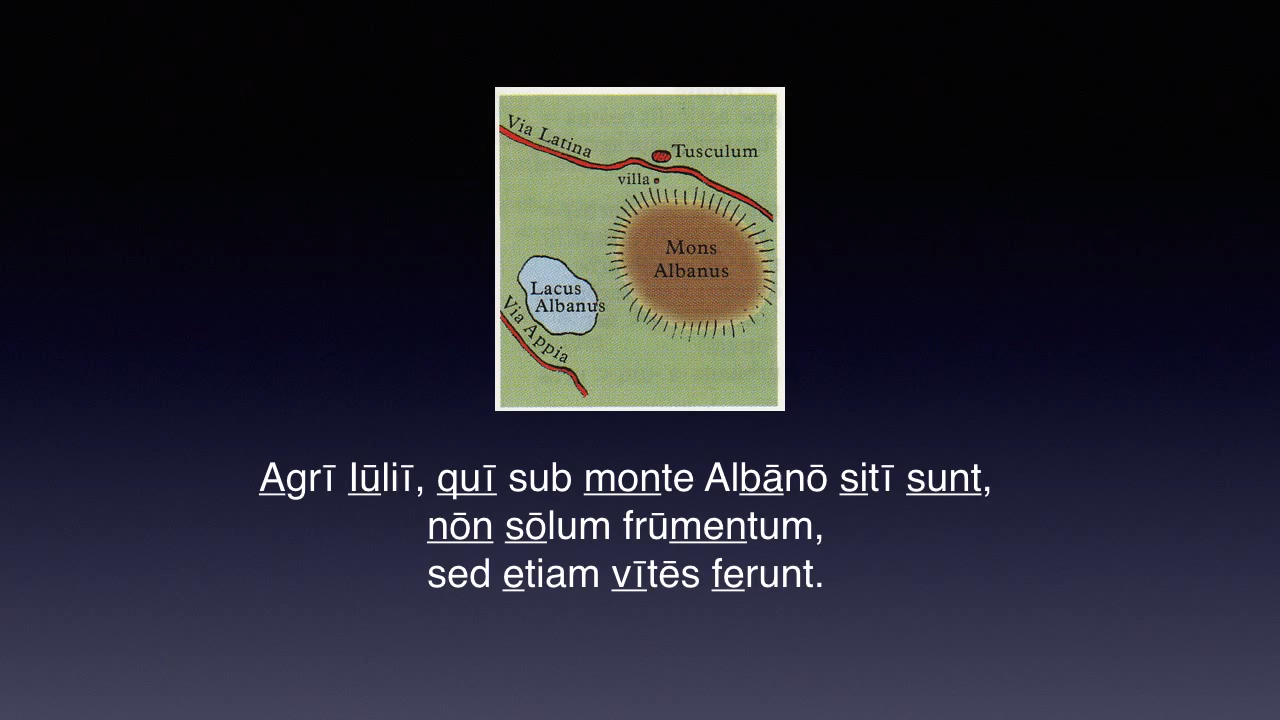 Via Latina
Tusculum
villa
Mons
Albanus
Lacus
Albanus
Via Appia
Agrī Iūliī, quī sub monte Albānō sitī sunt,
nōn sōlum frūmentum,
sed etiam vītēs ferunt.